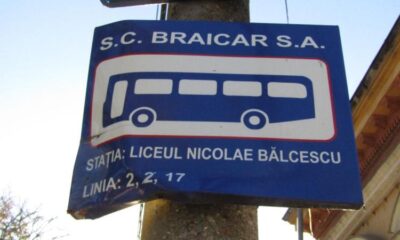 S.C. BRAICAR S.A.
STAȚIA: LICEUL NICOLAE BĂLCESCU
LINIA: 2, 2, 17